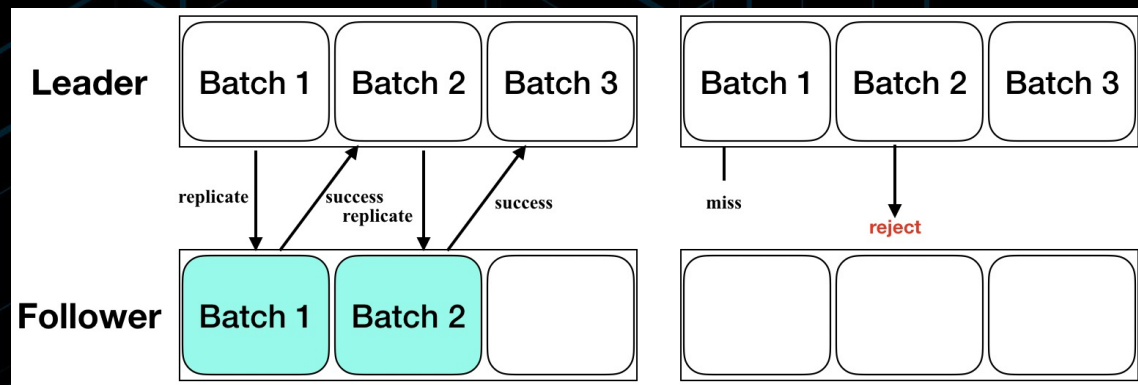 Leader
Batch 1
Batch 2
Batch 3
Batch 1
Batch 2
Batch 3
replicate
success
replicate
success
miss
reject
Follower
Batch 1
Batch 2